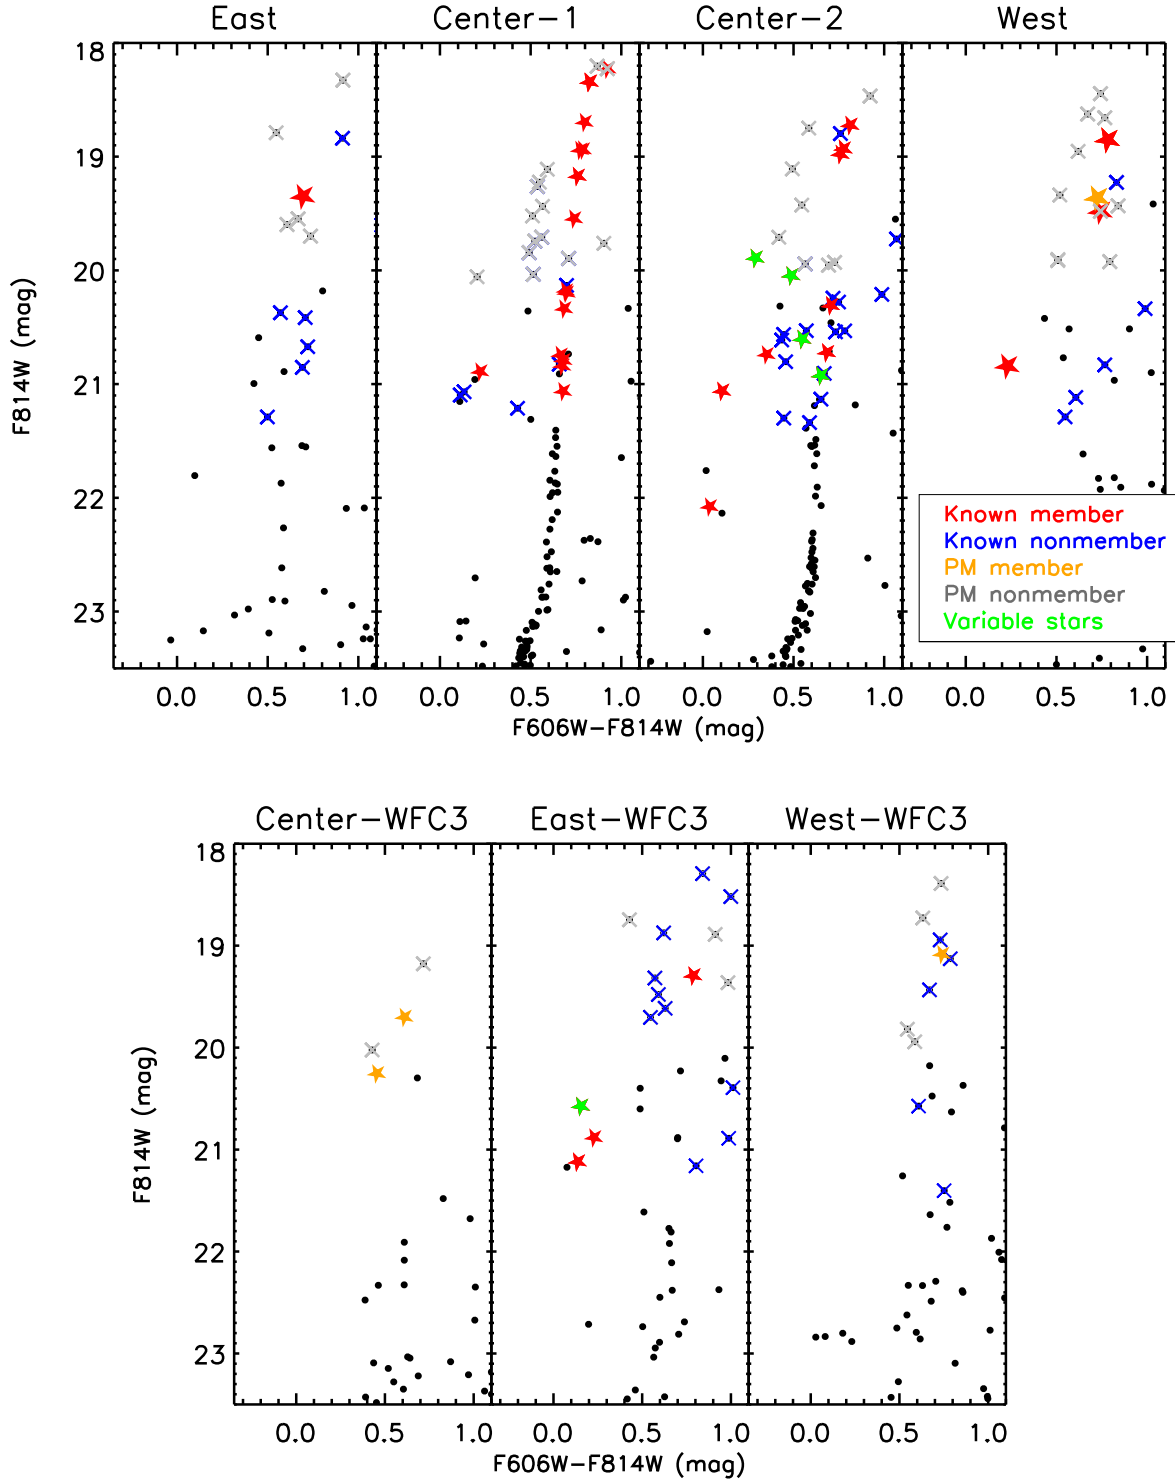 East Center-1 Center-2 West
18
19
20
21
22
23
F814W (mag)
Known member
Known nonmember
PM member
PM nonmember
Variable stars
0.0 0.5 1.0 0.0 0.5 1.0 0.0 0.5 1.0 0.0 0.5 1.0
F606W-F814W (mag)
Center-WFC3 East-WFC3 West-WFC3
18
19
20
21
22
23
F814W (mag)
0.0 0.5 1.0 0.0 0.5 1.0 0.0 0.5 1.0
F606W-F814W (mag)